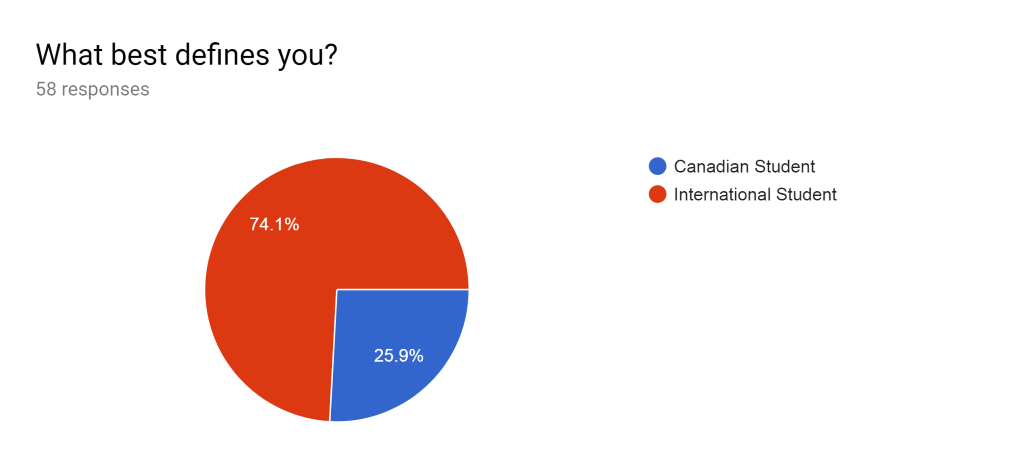 What best defines you?
58 responses
Canadian Student
International Student
74.1%
25.9%